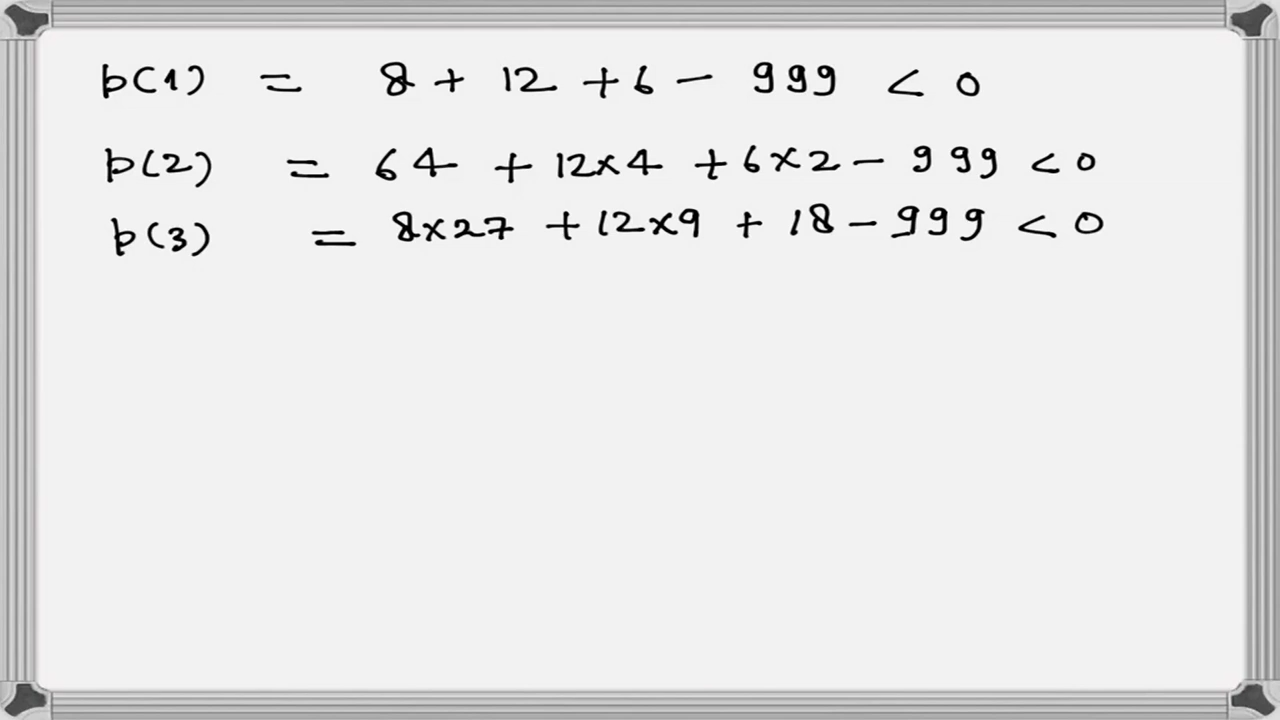 p(1) = 8 + 12 + 6 - 999 < 0
p(2) = 64 + 12×4 + 6×2 - 999 < 0
p(3) = 8×27 + 12×9 + 18 - 999 < 0